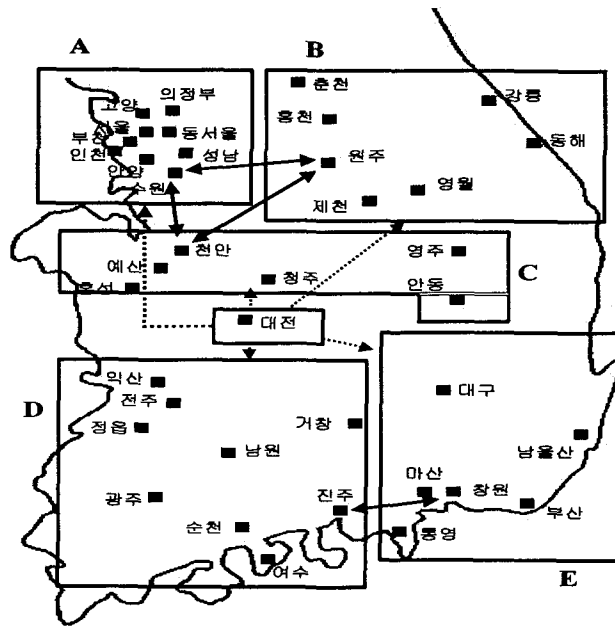 A
B
고양
의정부
서울
동서울
부천
인천
성남
안양
수원
춘천
강릉
홍천
동해
원주
영월
제천
천안
영주
예산
청주
안동
홍성
C
대전
D
익산
전주
정읍
거창
남원
광주
진주
순천
여수
대구
남울산
마산
창원
부산
통영
E